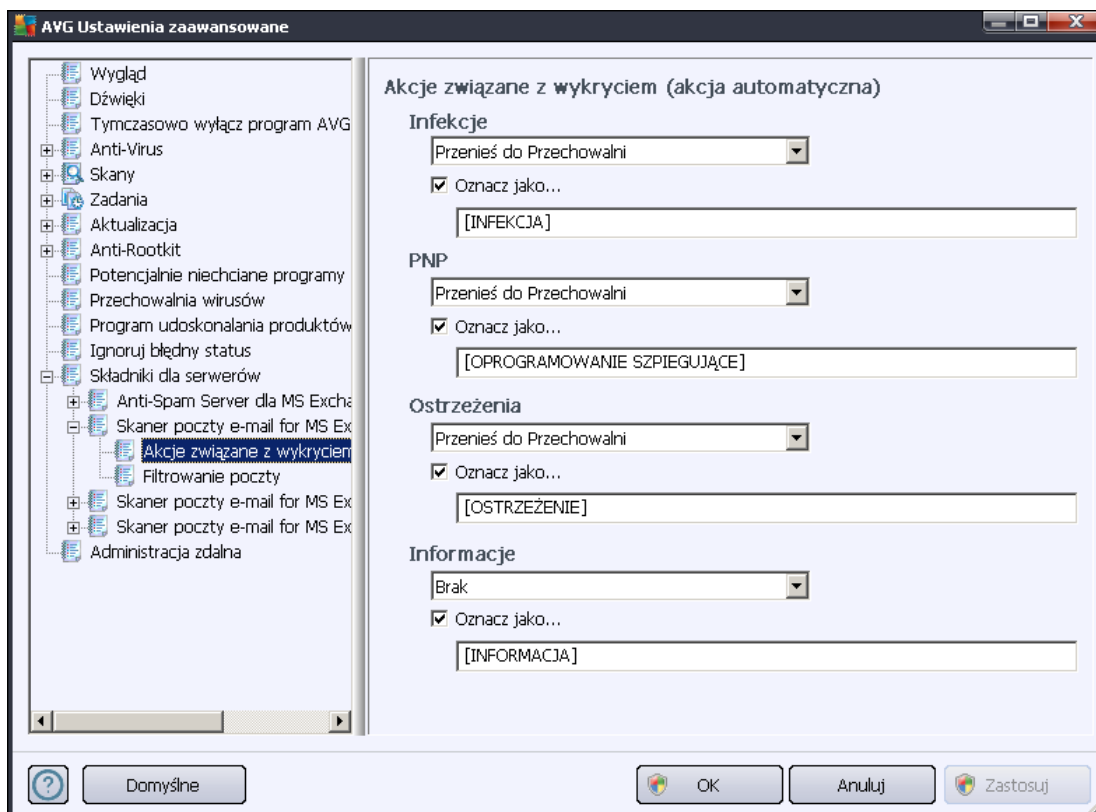 AVG Ustawienia zaawansowane
Wygląd
Dźwięki
Tymczasowo wyłącz program AVG
Anti-Virus
Skany
Zadania
Aktualizacja
Anti-Rootkit
Potencjalnie niechciane programy
Przechowalnia wirusów
Program udoskonalania produktów
Ignoruj błędny status
Składniki dla serwerów
Anti-Spam Server dla MS Excha
Skaner poczty e-mail for MS Ex
Akcje związane z wykryciem
Filtrowanie poczty
Skaner poczty e-mail for MS Ex
Skaner poczty e-mail for MS Ex
Administracja zdalna
Akcje związane z wykryciem (akcja automatyczna)
Infekcje
Przenieś do Przechowalni
Oznacz jako...
[INFEKCJA]
PNP
Przenieś do Przechowalni
Oznacz jako...
[OPROGRAMOWANIE SZPIEGUJĄCE]
Ostrzeżenia
Przenieś do Przechowalni
Oznacz jako...
[OSTRZEŻENIE]
Informacje
Brak
Oznacz jako...
[INFORMACJA]
?
Domyślne
OK
Anuluj
Zastosuj